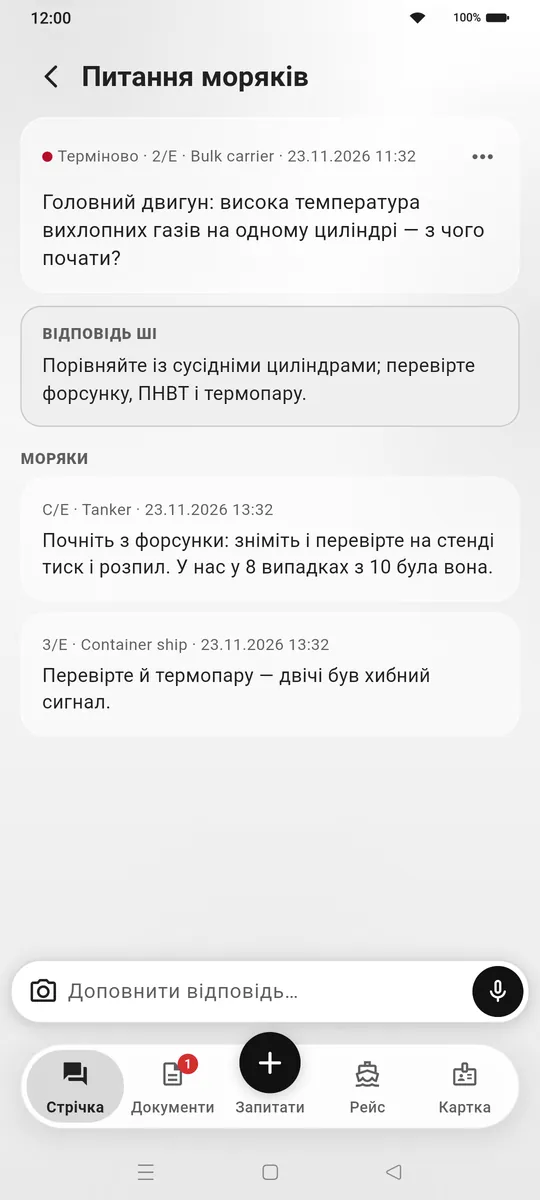 12:00
100%
Питання моряків
Терміново · 2/E · Bulk carrier · 23.11.2026 11:32
Головний двигун: висока температура
вихлопних газів на одному циліндрі — з чого
почати?
ВІДПОВІДЬ ШІ
Порівняйте із сусідніми циліндрами; перевірте
форсунку, ПНВТ і термопару.
МОРЯКИ
C/E · Tanker · 23.11.2026 13:32
Почніть з форсунки: зніміть і перевірте на стенді
тиск і розпил. У нас у 8 випадках з 10 була вона.
3/E · Container ship · 23.11.2026 13:32
Перевірте й термопару — двічі був хибний
сигнал.
Доповнити відповідь…
1
Стрічка
Документи
Запитати
Рейс
Картка